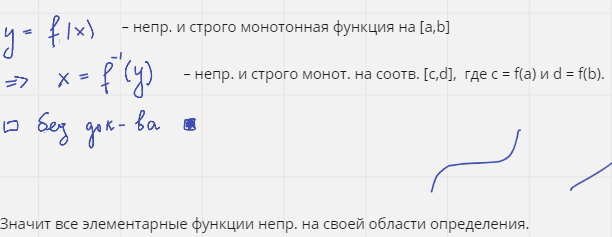 y = f(x) – непр. и строго монотонная функция на [a,b]
=> x = f⁻¹(y) – непр. и строго монот. на соотв. [c,d], где c = f(a) и d = f(b).
□ без док-ва ■
Значит все элементарные функции непр. на своей области определения.